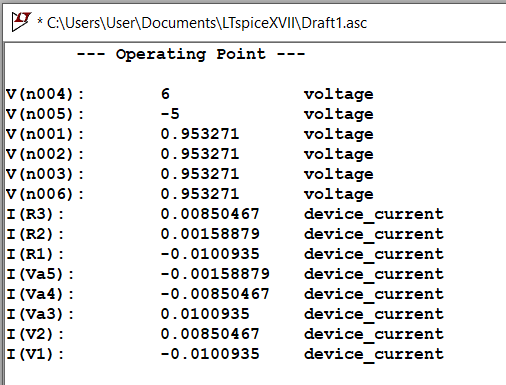 LT
* C:\Users\User\Documents\LTspiceXVII\Draft1.asc
--- Operating Point ---
V(n004): 6 voltage
V(n005): -5 voltage
V(n001): 0.953271 voltage
V(n002): 0.953271 voltage
V(n003): 0.953271 voltage
V(n006): 0.953271 voltage
I(R3): 0.00850467 device_current
I(R2): 0.00158879 device_current
I(R1): -0.0100935 device_current
I(Va5): -0.00158879 device_current
I(Va4): -0.00850467 device_current
I(Va3): 0.0100935 device_current
I(V2): 0.00850467 device_current
I(V1): -0.0100935 device_current